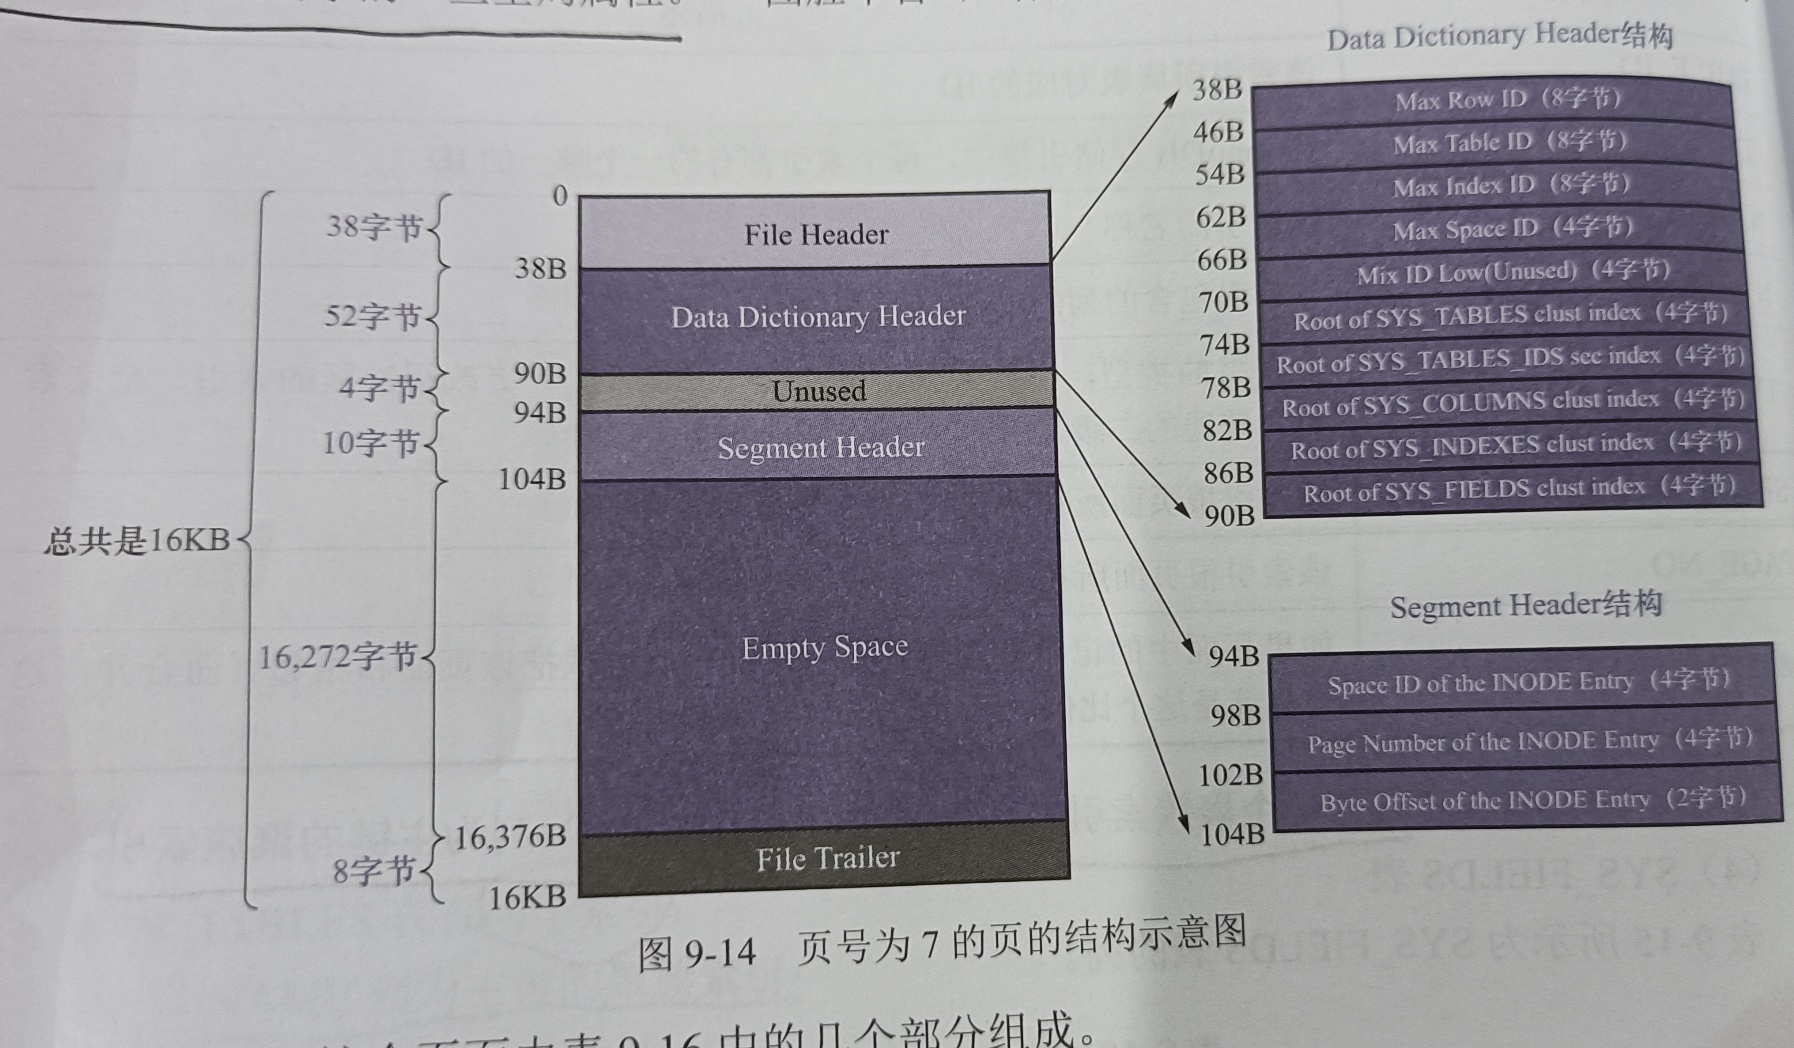 Data Dictionary Header结构
38B
Max Row ID（8字节）
46B
Max Table ID（8字节）
54B
Max Index ID（8字节）
62B
Max Space ID（4字节）
66B
Mix ID Low(Unused)（4字节）
70B
Root of SYS_TABLES clust index（4字节）
74B
Root of SYS_TABLES_IDS sec index（4字节）
78B
Root of SYS_COLUMNS clust index（4字节）
82B
Root of SYS_INDEXES clust index（4字节）
86B
Root of SYS_FIELDS clust index（4字节）
90B
总共是16KB
0
38字节
File Header
38B
52字节
Data Dictionary Header
90B
4字节
Unused
94B
10字节
Segment Header
104B
16,272字节
Empty Space
16,376B
8字节
File Trailer
16KB
Segment Header结构
94B
Space ID of the INODE Entry（4字节）
98B
Page Number of the INODE Entry（4字节）
102B
Byte Offset of the INODE Entry（2字节）
104B
图 9-14 页号为 7 的页的结构示意图
9-16 中的几个部分组成。